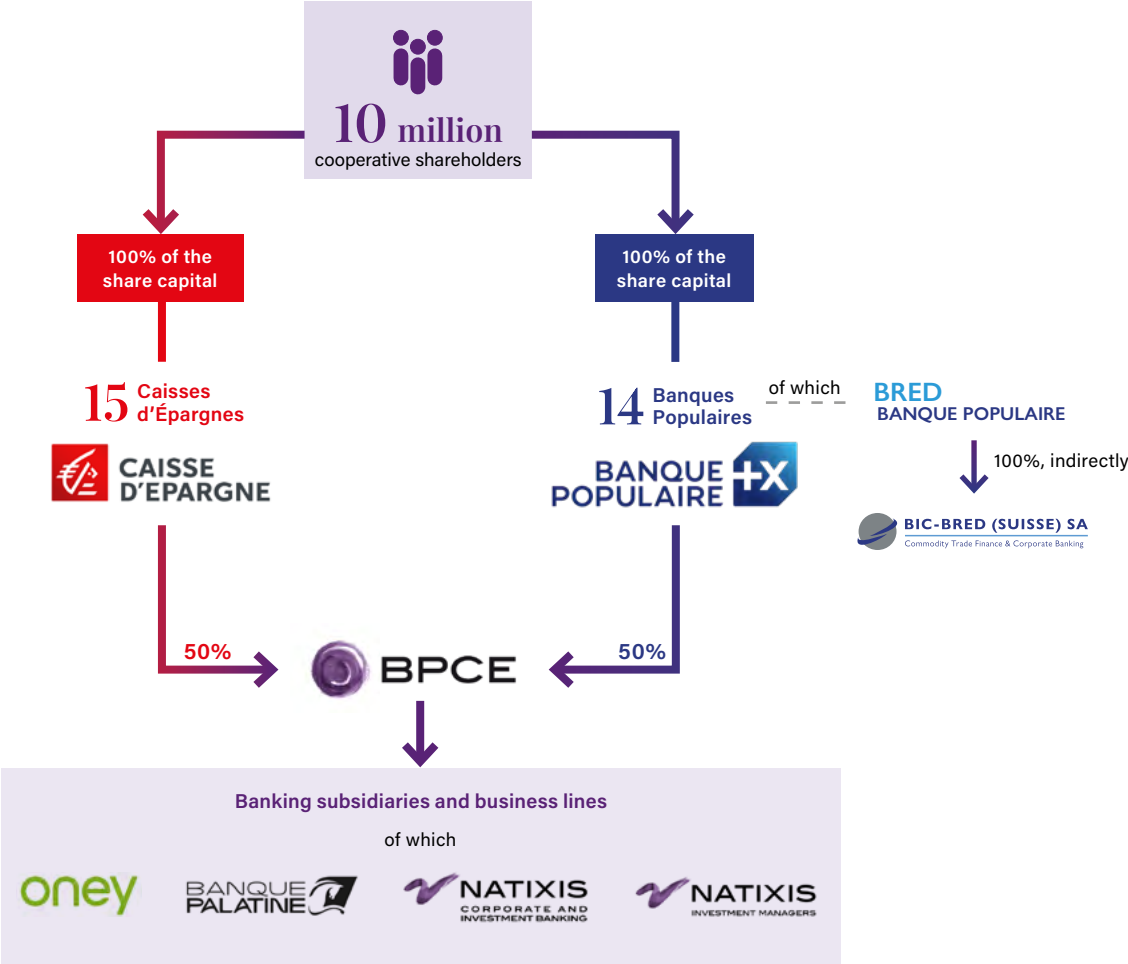 10 million
cooperative shareholders
100% of the
share capital
100% of the
share capital
15 Caisses
d'Épargnes
CAISSE
D'EPARGNE
14 Banques
Populaires
of which
BRED
BANQUE POPULAIRE
BANQUE
POPULAIRE
+X
100%, indirectly
BIC-BRED (SUISSE) SA
Commodity Trade Finance & Corporate Banking
50%
BPCE
50%
Banking subsidiaries and business lines
of which
oney
BANQUE
PALATINE
NATIXIS
CORPORATE AND
INVESTMENT BANKING
NATIXIS
INVESTMENT MANAGERS